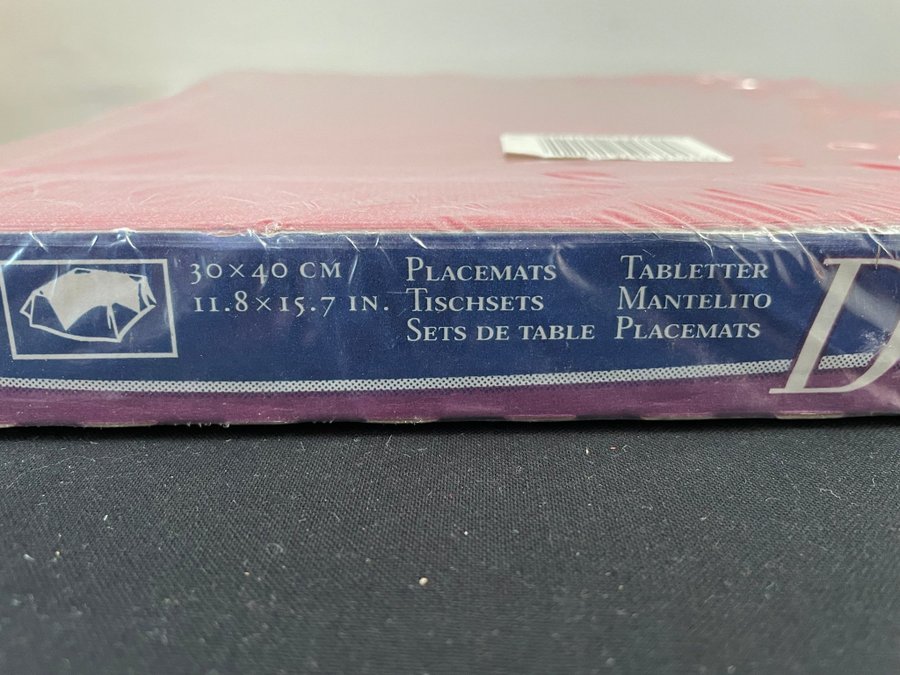 30×40 CM
11.8×15.7 IN.
PLACEMATS
TISCHSETS
SETS DE TABLE
TABLETTER
MANTELITO
PLACEMATS
D